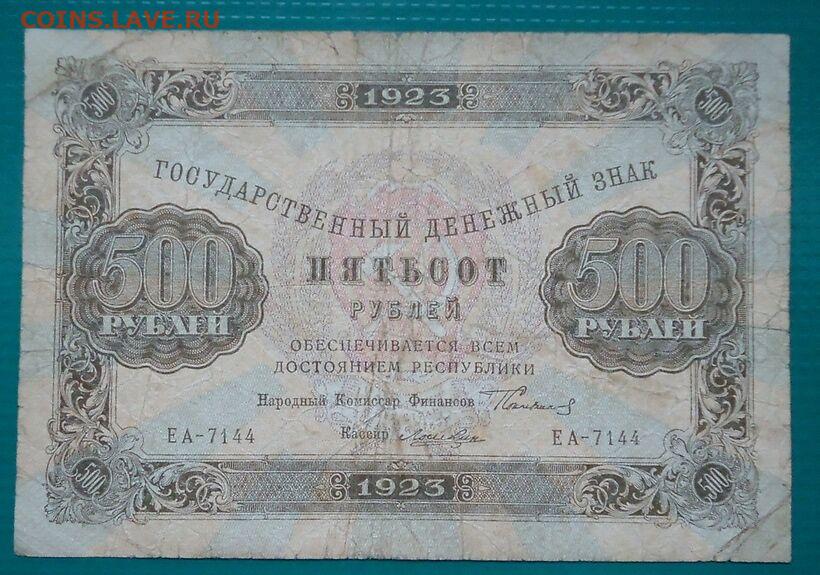 COINS.LAVE.RU
500 1923 500
ГОСУДАРСТВЕННЫЙ ДЕНЕЖНЫЙ ЗНАК
500 РУБЛЕЙ
ПЯТЬСОТ
РУБЛЕЙ
500 РУБЛЕЙ
ОБЕСПЕЧИВАЕТСЯ ВСЕМ
ДОСТОЯНИЕМ РЕСПУБЛИКИ
Народный Комиссар Финансов
ЕА-7144 Кассир ЕА-7144
500 1923 500